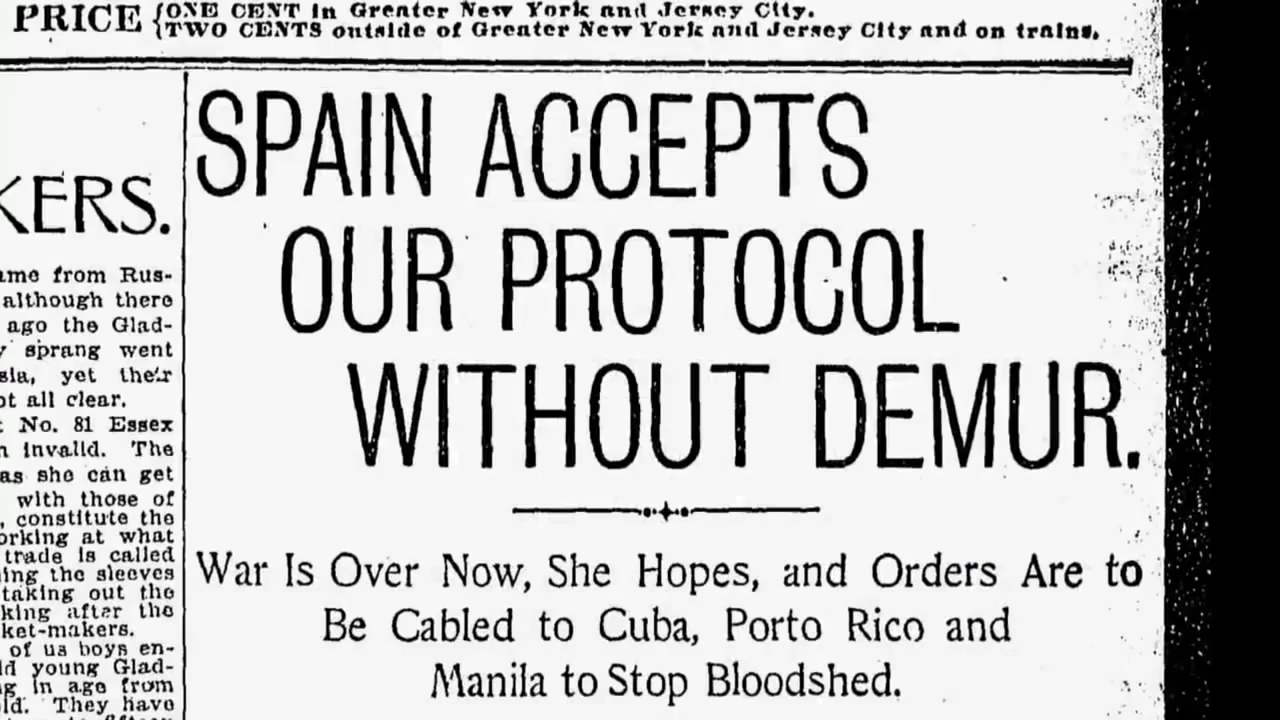 PRICE { ONE CENT in Greater New York and Jersey City.
TWO CENTS outside of Greater New York and Jersey City and on trains.
KERS.
ame from Rus-
although there
ago the Glad-
y sprang went
sia, yet their
ot all clear.
t No. 81 Essex
n invalid. The
as she can get
with those of
, constitute the
orking at what
trade is called
ing the sleeves
taking out the
king after the
ket-makers.
of us boys en-
ld young Glad-
g in age from
ld. They have
SPAIN ACCEPTS
OUR PROTOCOL
WITHOUT DEMUR.
War Is Over Now, She Hopes, and Orders Are to
Be Cabled to Cuba, Porto Rico and
Manila to Stop Bloodshed.